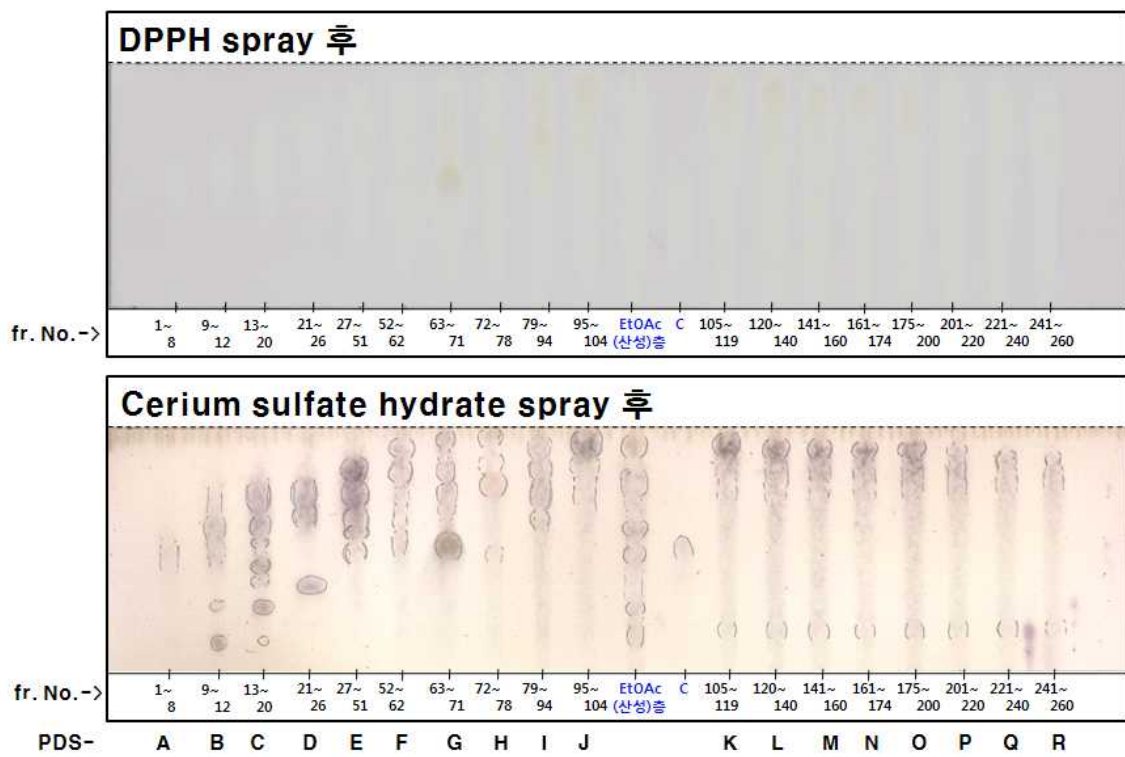 DPPH spray 후
fr. No.-> 1~ 9~ 13~ 21~ 27~ 52~ 63~ 72~ 79~ 95~ EtOAc C 105~ 120~ 141~ 161~ 175~ 201~ 221~ 241~
8 12 20 26 51 62 71 78 94 104 (산성)층 119 140 160 174 200 220 240 260
Cerium sulfate hydrate spray 후
fr. No.-> 1~ 9~ 13~ 21~ 27~ 52~ 63~ 72~ 79~ 95~ EtOAc C 105~ 120~ 141~ 161~ 175~ 201~ 221~ 241~
8 12 20 26 51 62 71 78 94 104 (산성)층 119 140 160 174 200 220 240 260
PDS- A B C D E F G H I J K L M N O P Q R